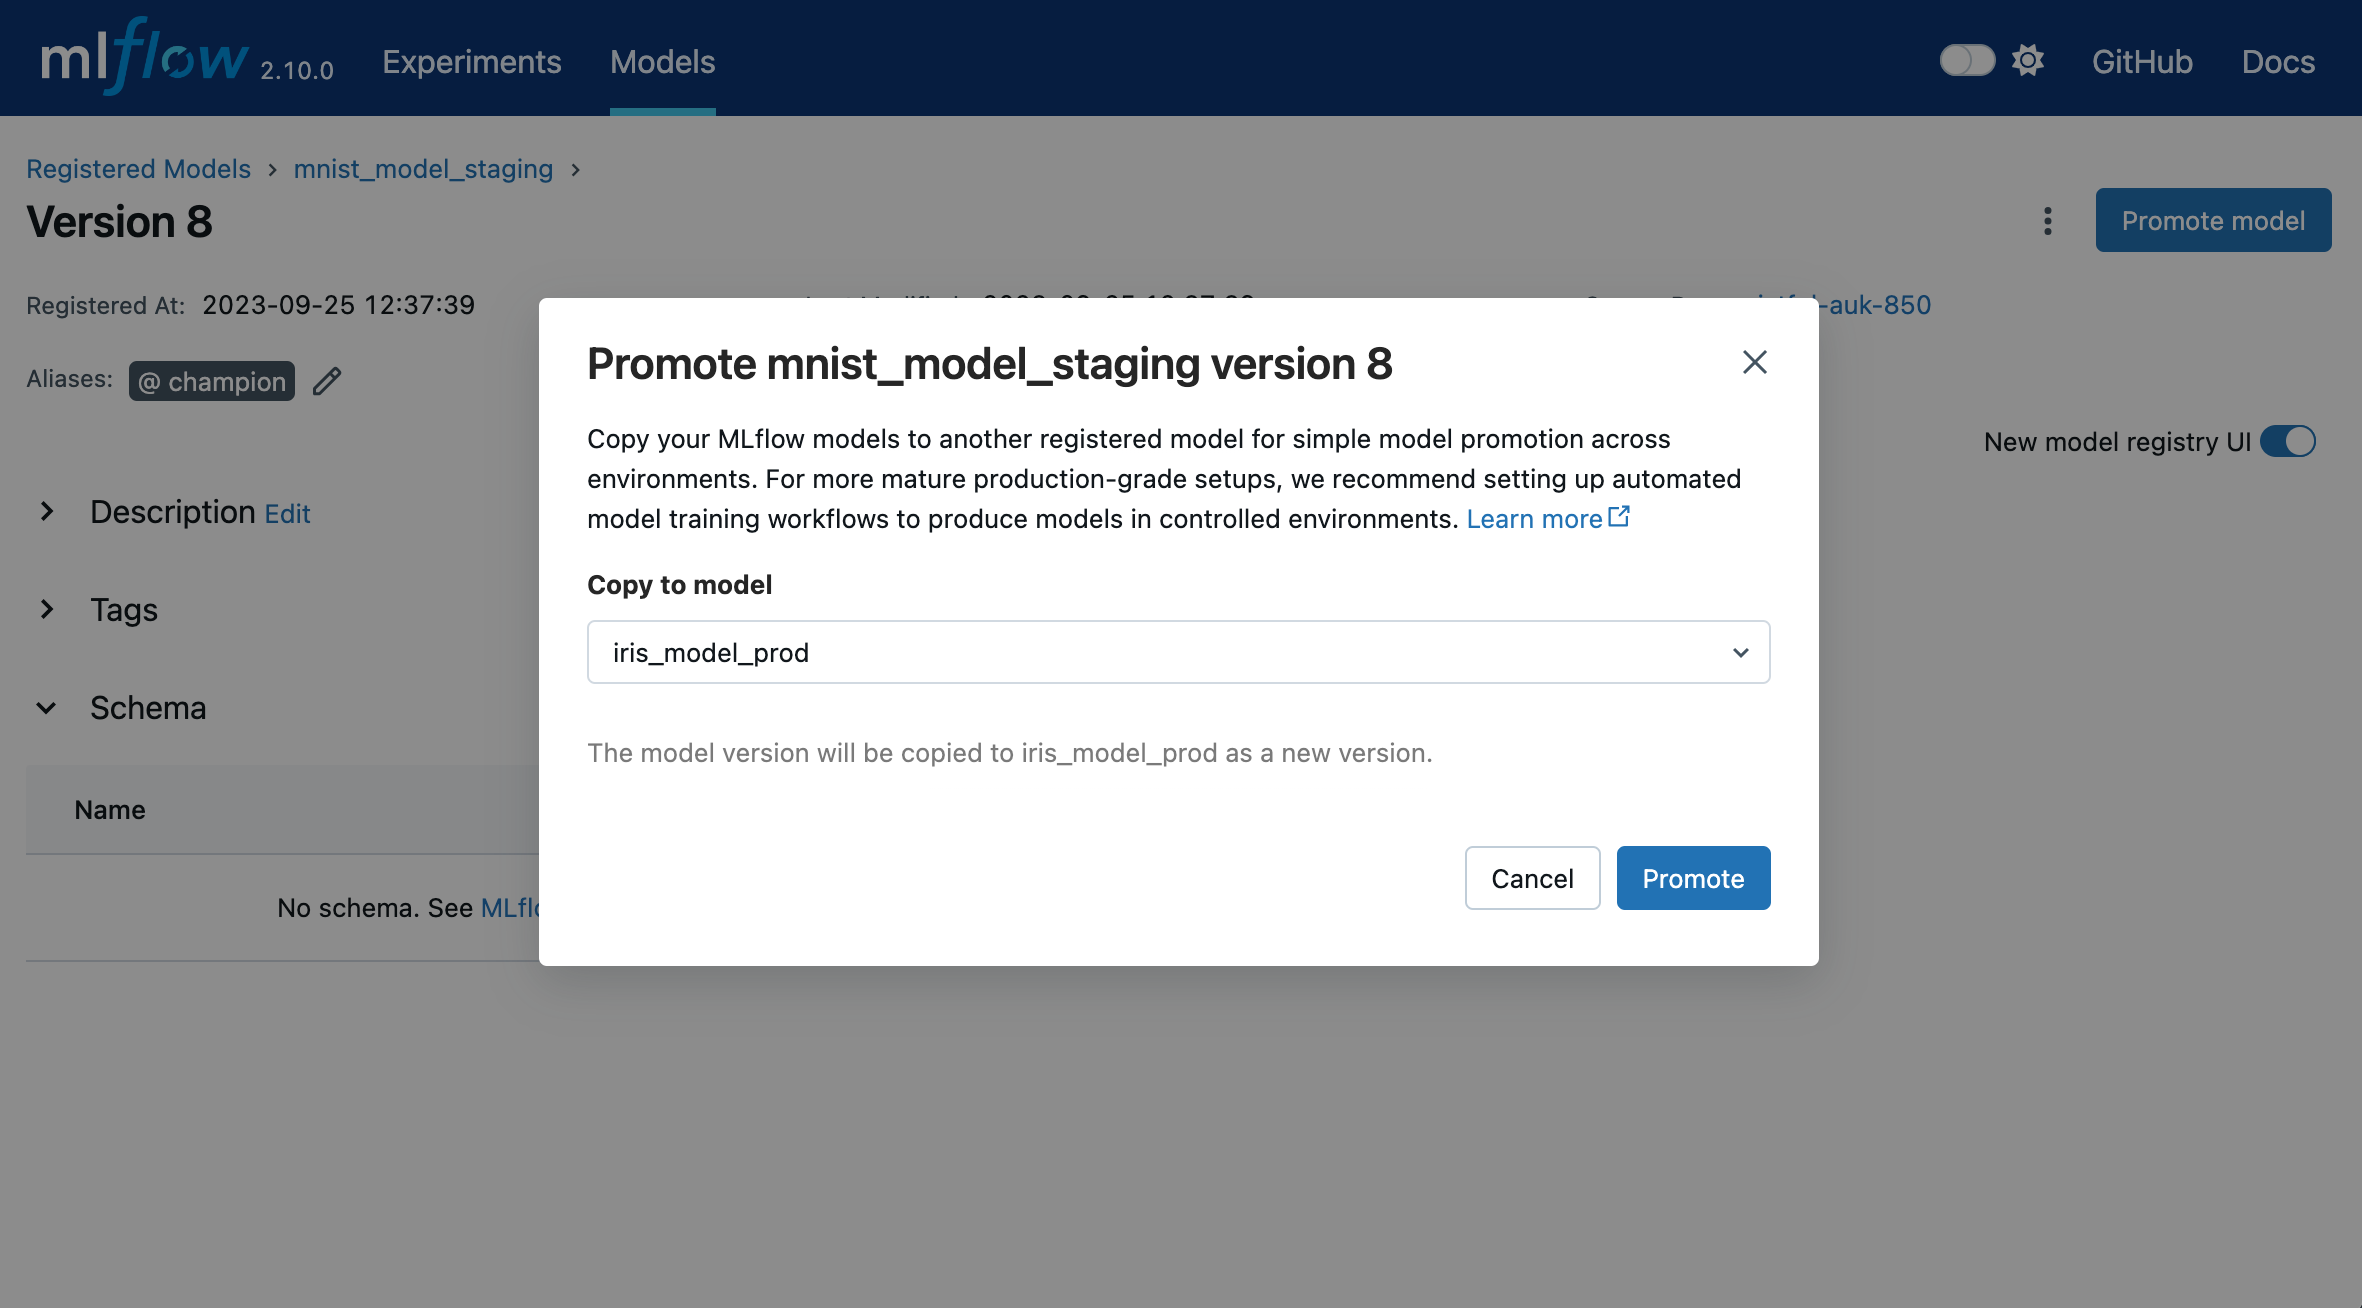 mlflow 2.10.0 Experiments Models GitHub Docs
Registered Models > mnist_model_staging >
Version 8
Promote model
Registered At: 2023-09-25 12:37:39
-auk-850
Aliases: @ champion
New model registry UI
Promote mnist_model_staging version 8
Copy your MLflow models to another registered model for simple model promotion across
environments. For more mature production-grade setups, we recommend setting up automated
model training workflows to produce models in controlled environments. Learn more
Copy to model
iris_model_prod
The model version will be copied to iris_model_prod as a new version.
Cancel Promote
Description Edit
Tags
Schema
Name
No schema. See MLflo